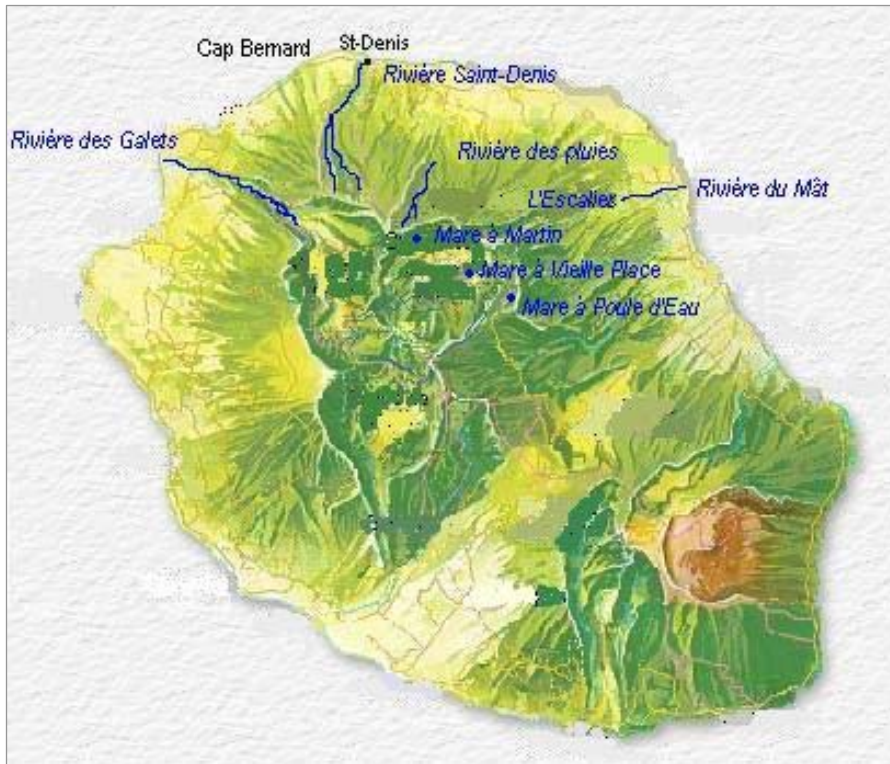 St-Denis
Cap Bernard
Rivière Saint-Denis
Rivière des Galets
Rivière des pluies
L'Escalier
Rivière du Mât
Mare à Martin
Mare à Vieille Place
Mare à Poule d'Eau